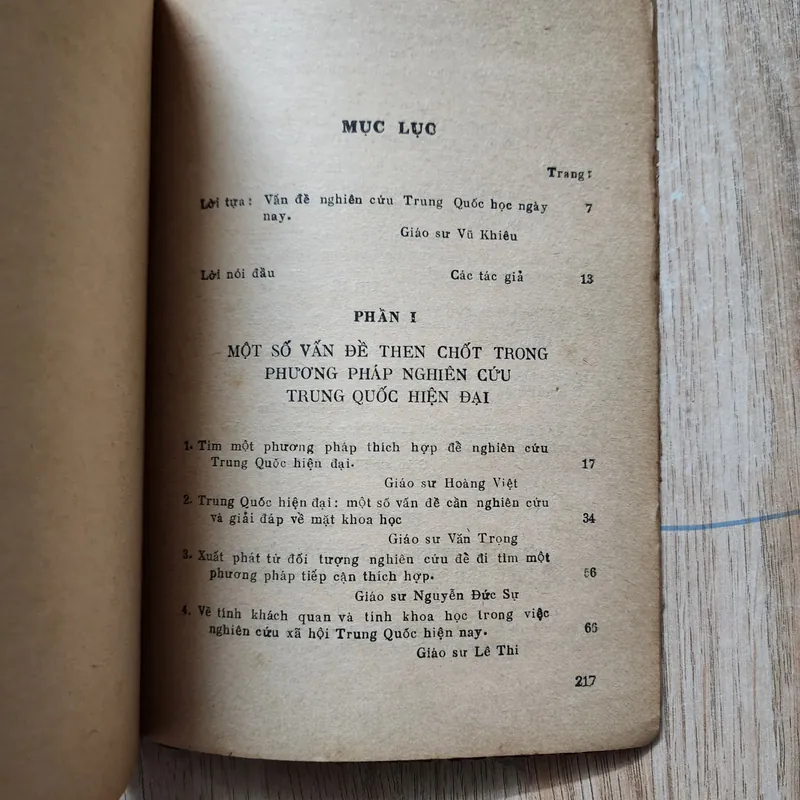 MỤC LỤC
Trang:
Lời tựa: Vấn đề nghiên cứu Trung Quốc học ngày
nay. 7
Giáo sư Vũ Khiêu
Lời nói đầu Các tác giả 13
PHẦN I
MỘT SỐ VẤN ĐỀ THEN CHỐT TRONG
PHƯƠNG PHÁP NGHIÊN CỨU
TRUNG QUỐC HIỆN ĐẠI
1. Tìm một phương pháp thích hợp để nghiên cứu
Trung Quốc hiện đại. 17
Giáo sư Hoàng Việt
2. Trung Quốc hiện đại: một số vấn đề cần nghiên cứu
và giải đáp về mặt khoa học 34
Giáo sư Văn Trọng
3. Xuất phát từ đối tượng nghiên cứu để đi tìm một
phương pháp tiếp cận thích hợp. 56
Giáo sư Nguyễn Đức Sự
4. Về tính khách quan và tính khoa học trong việc
nghiên cứu xã hội Trung Quốc hiện nay. 66
Giáo sư Lê Thi
217